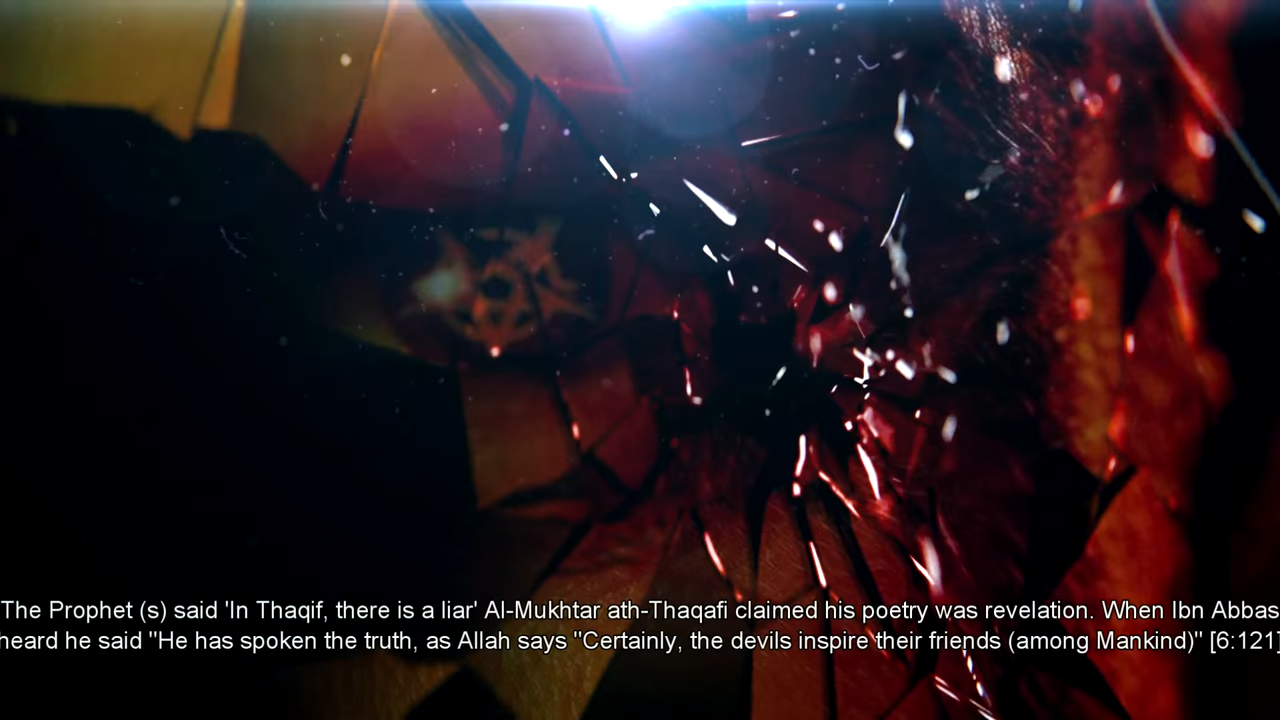 The Prophet (s) said 'In Thaqif, there is a liar' Al-Mukhtar ath-Thaqafi claimed his poetry was revelation. When Ibn Abbas
heard he said "He has spoken the truth, as Allah says "Certainly, the devils inspire their friends (among Mankind)" [6:121]